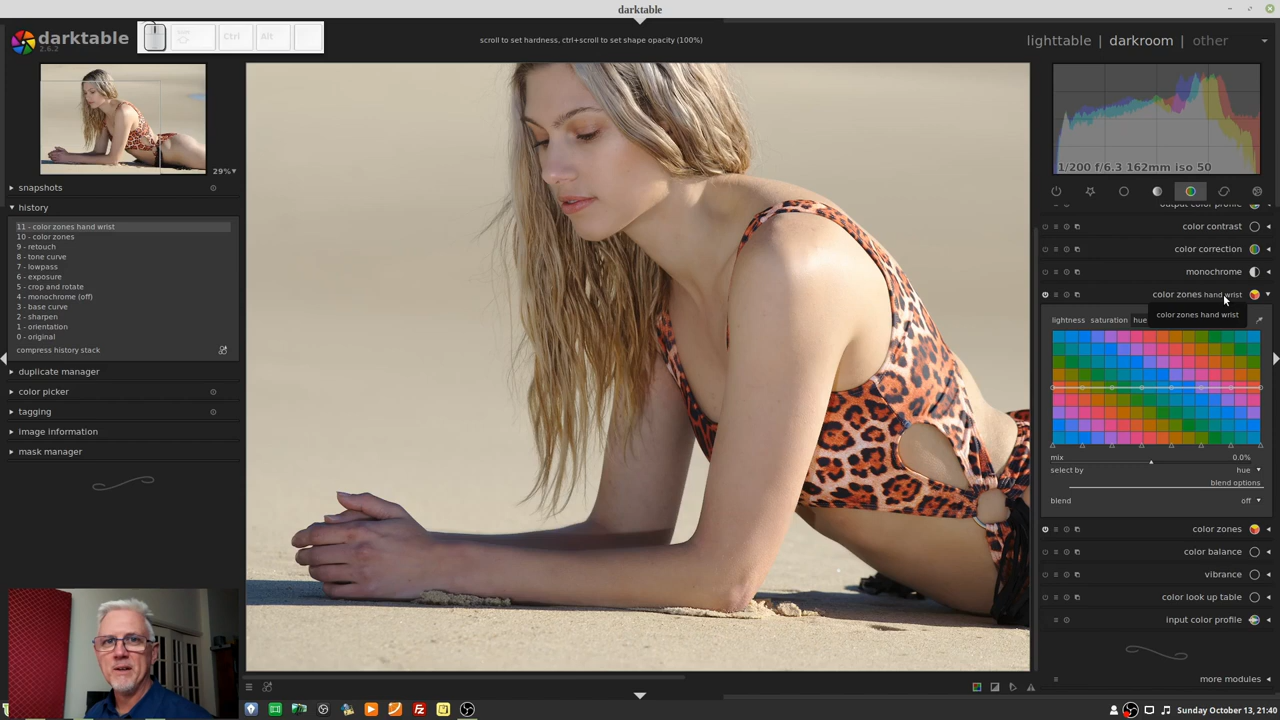 darktable
darktable
2.6.2
Ctrl
Alt
scroll to set hardness, ctrl+scroll to set shape opacity (100%)
lighttable | darkroom | other
29%
snapshots
history
11 - color zones hand wrist
10 - color zones
9 - retouch
8 - tone curve
7 - lowpass
6 - exposure
5 - crop and rotate
4 - monochrome (off)
3 - base curve
2 - sharpen
1 - orientation
0 - original
compress history stack
duplicate manager
color picker
tagging
image information
mask manager
1/200 f/6.3 162mm iso 50
output color profile
color contrast
color correction
monochrome
color zones hand wrist
color zones hand wrist
lightness saturation hue
mix 0.0%
select by hue
blend options
blend off
color zones
color balance
vibrance
color look up table
input color profile
more modules
Sunday October 13, 21:40